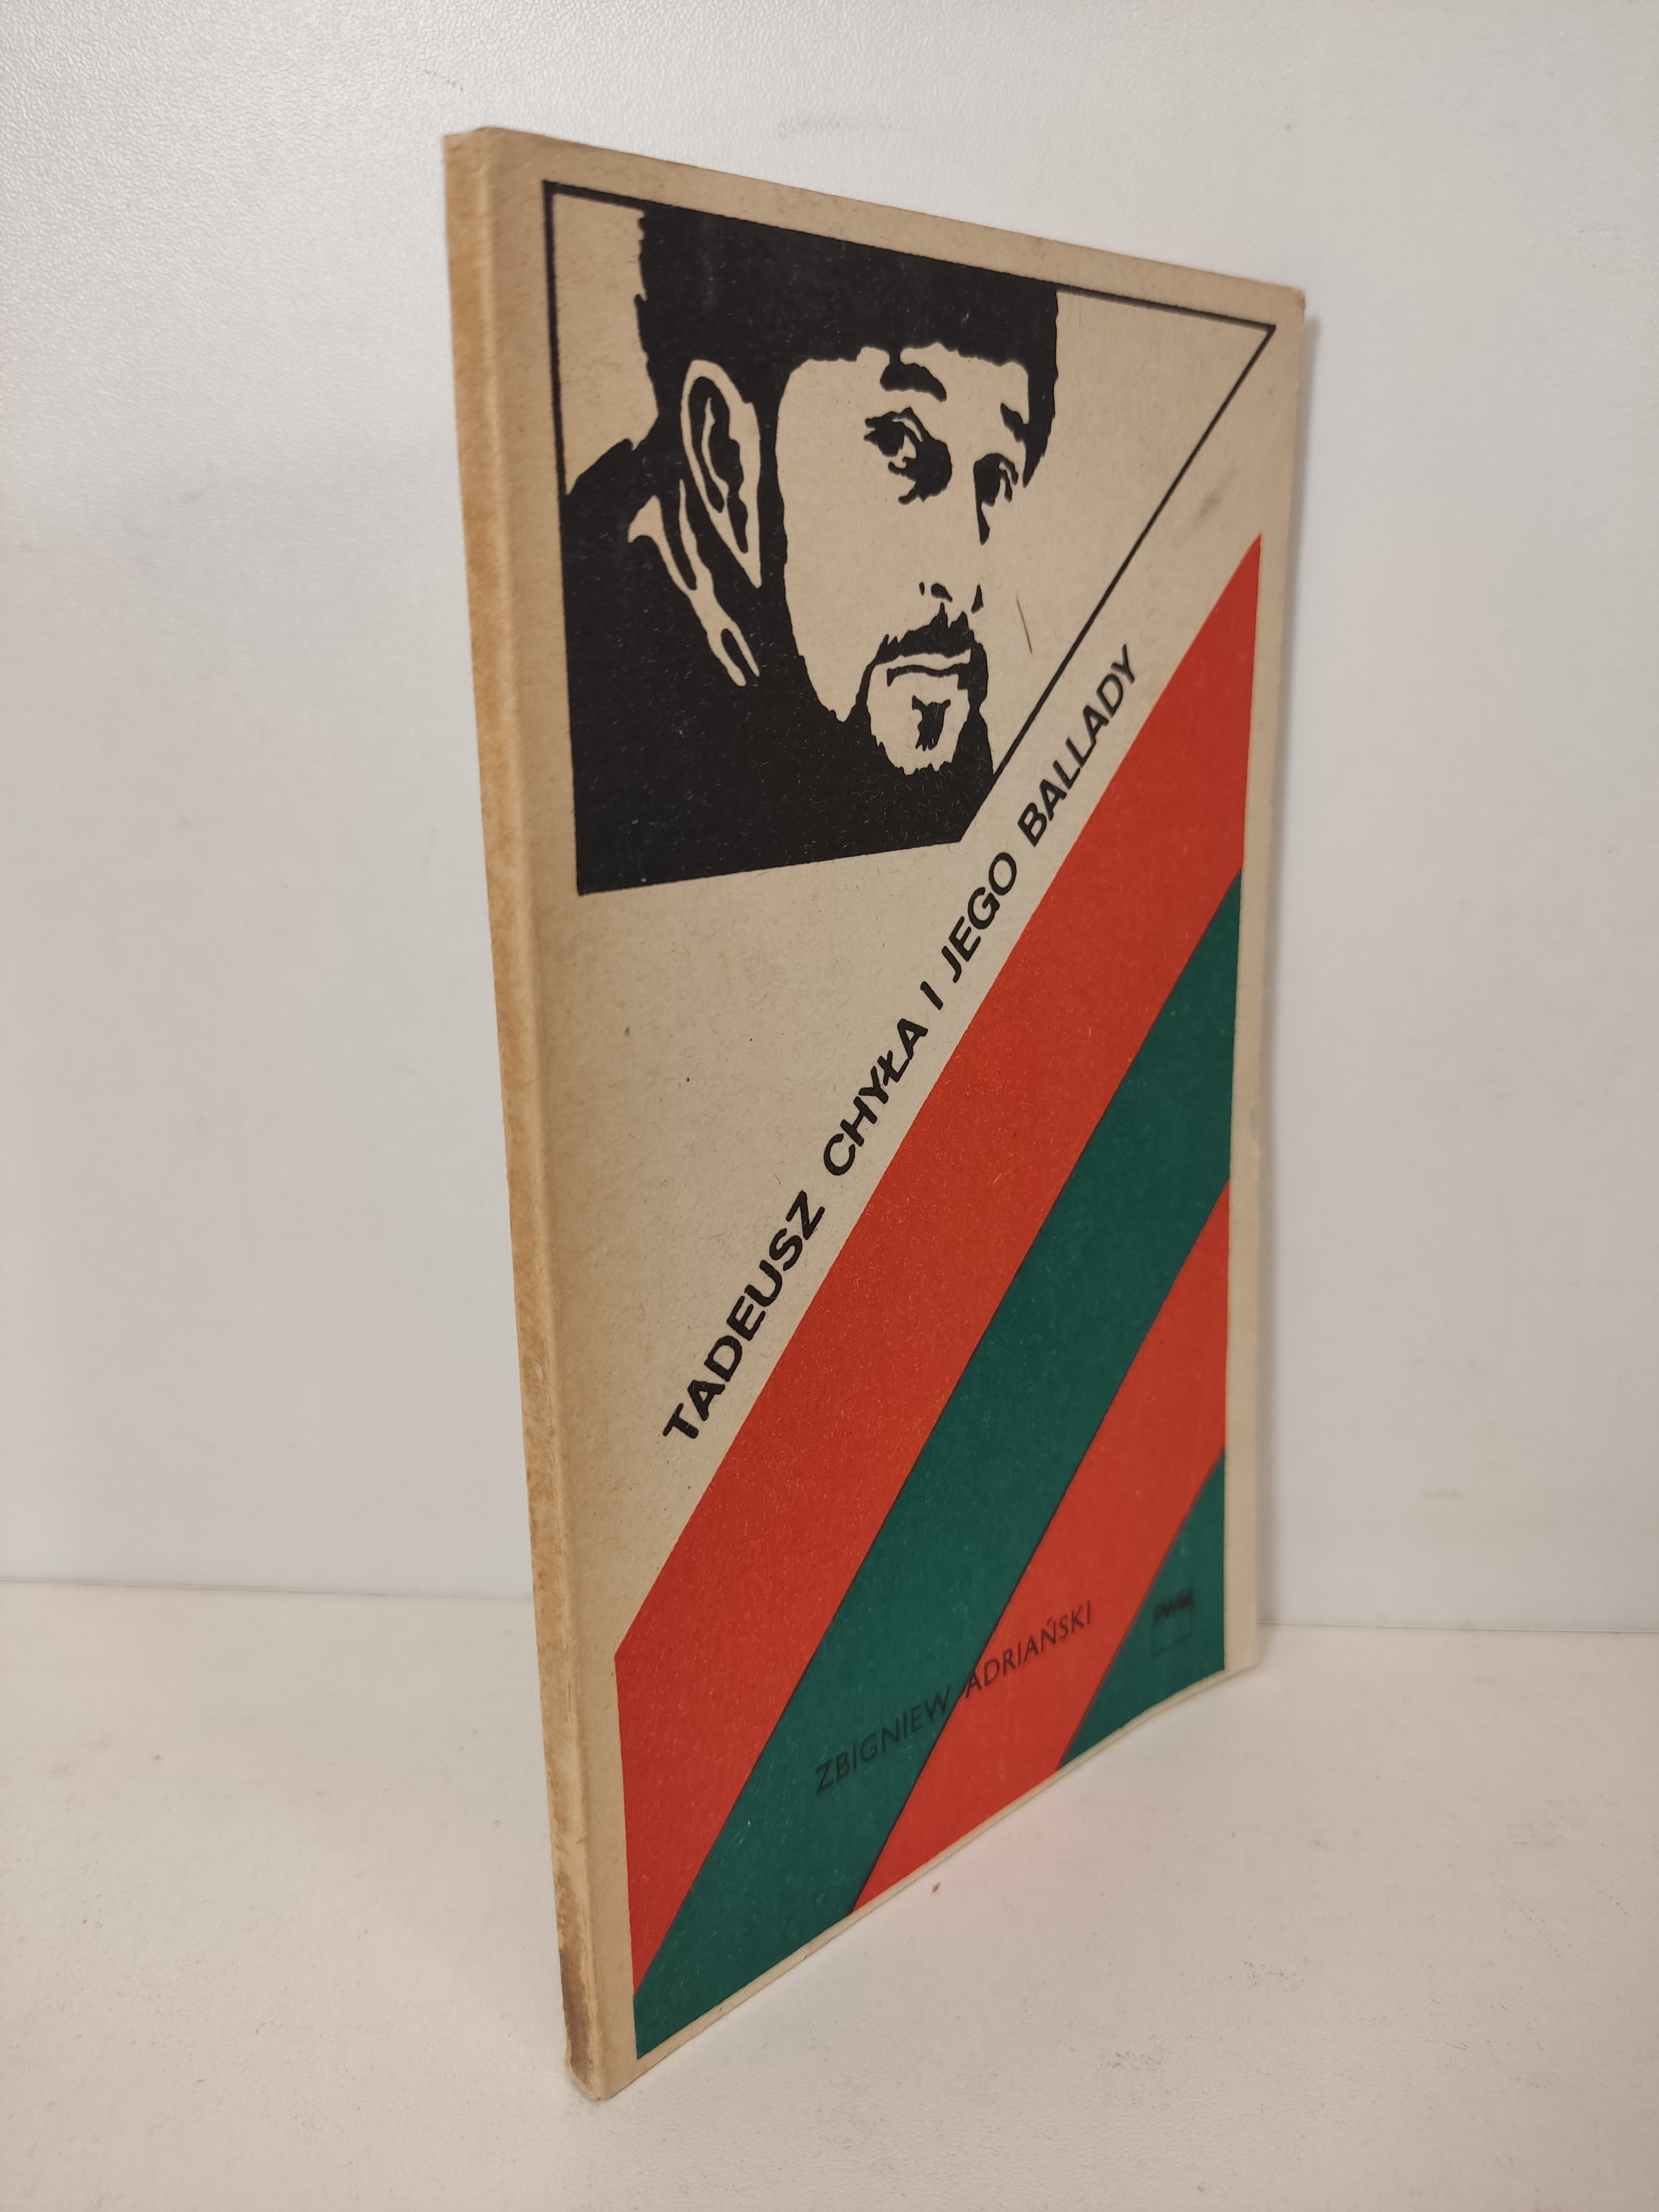 TADEUSZ CHYŁA I JEGO BALLADY
ZBIGNIEW ADRIAŃSKI
PWM